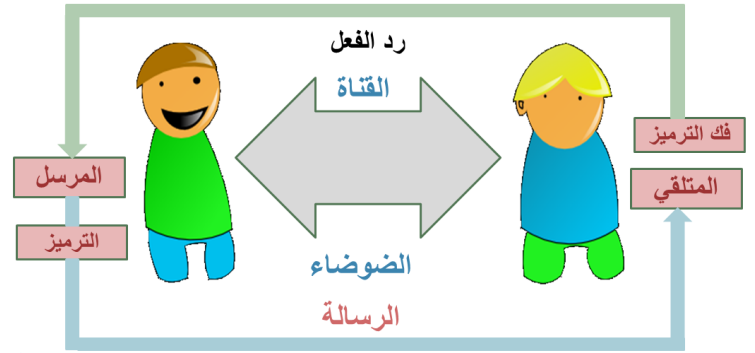 رد الفعل
القناة
فك الترميز
المتلقي
المرسل
الترميز
الضوضاء
الرسالة